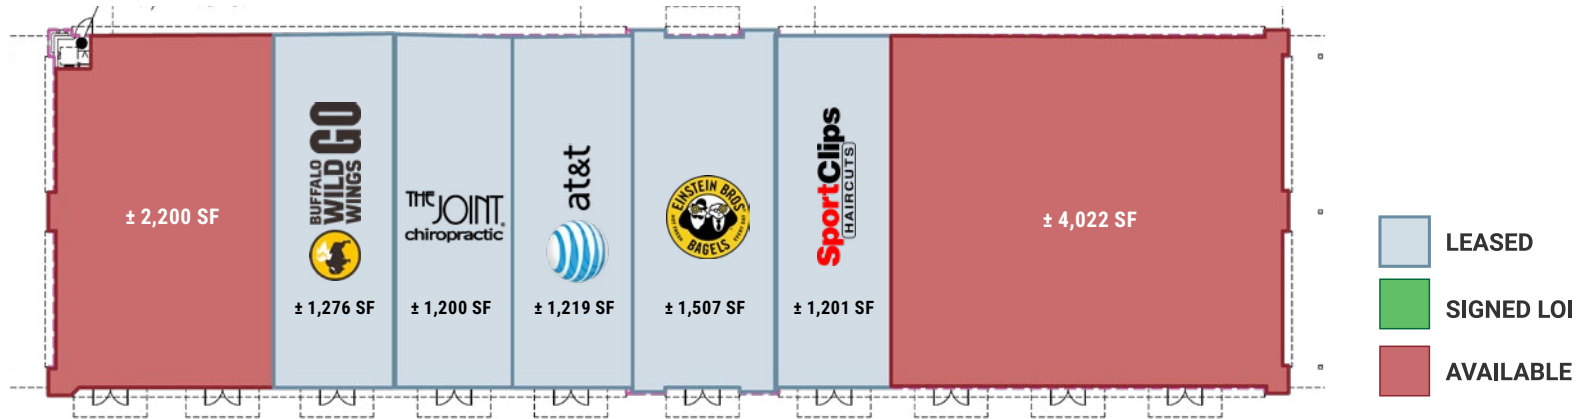 ± 2,200 SF
BUFFALO
WILD
WINGS
GO
± 1,276 SF
THE
JOINT
chiropractic
± 1,200 SF
at&t
± 1,219 SF
EINSTEIN BROS
BAGELS
± 1,507 SF
SportClips
HAIRCUTS
± 1,201 SF
± 4,022 SF
LEASED
SIGNED LOI
AVAILABLE